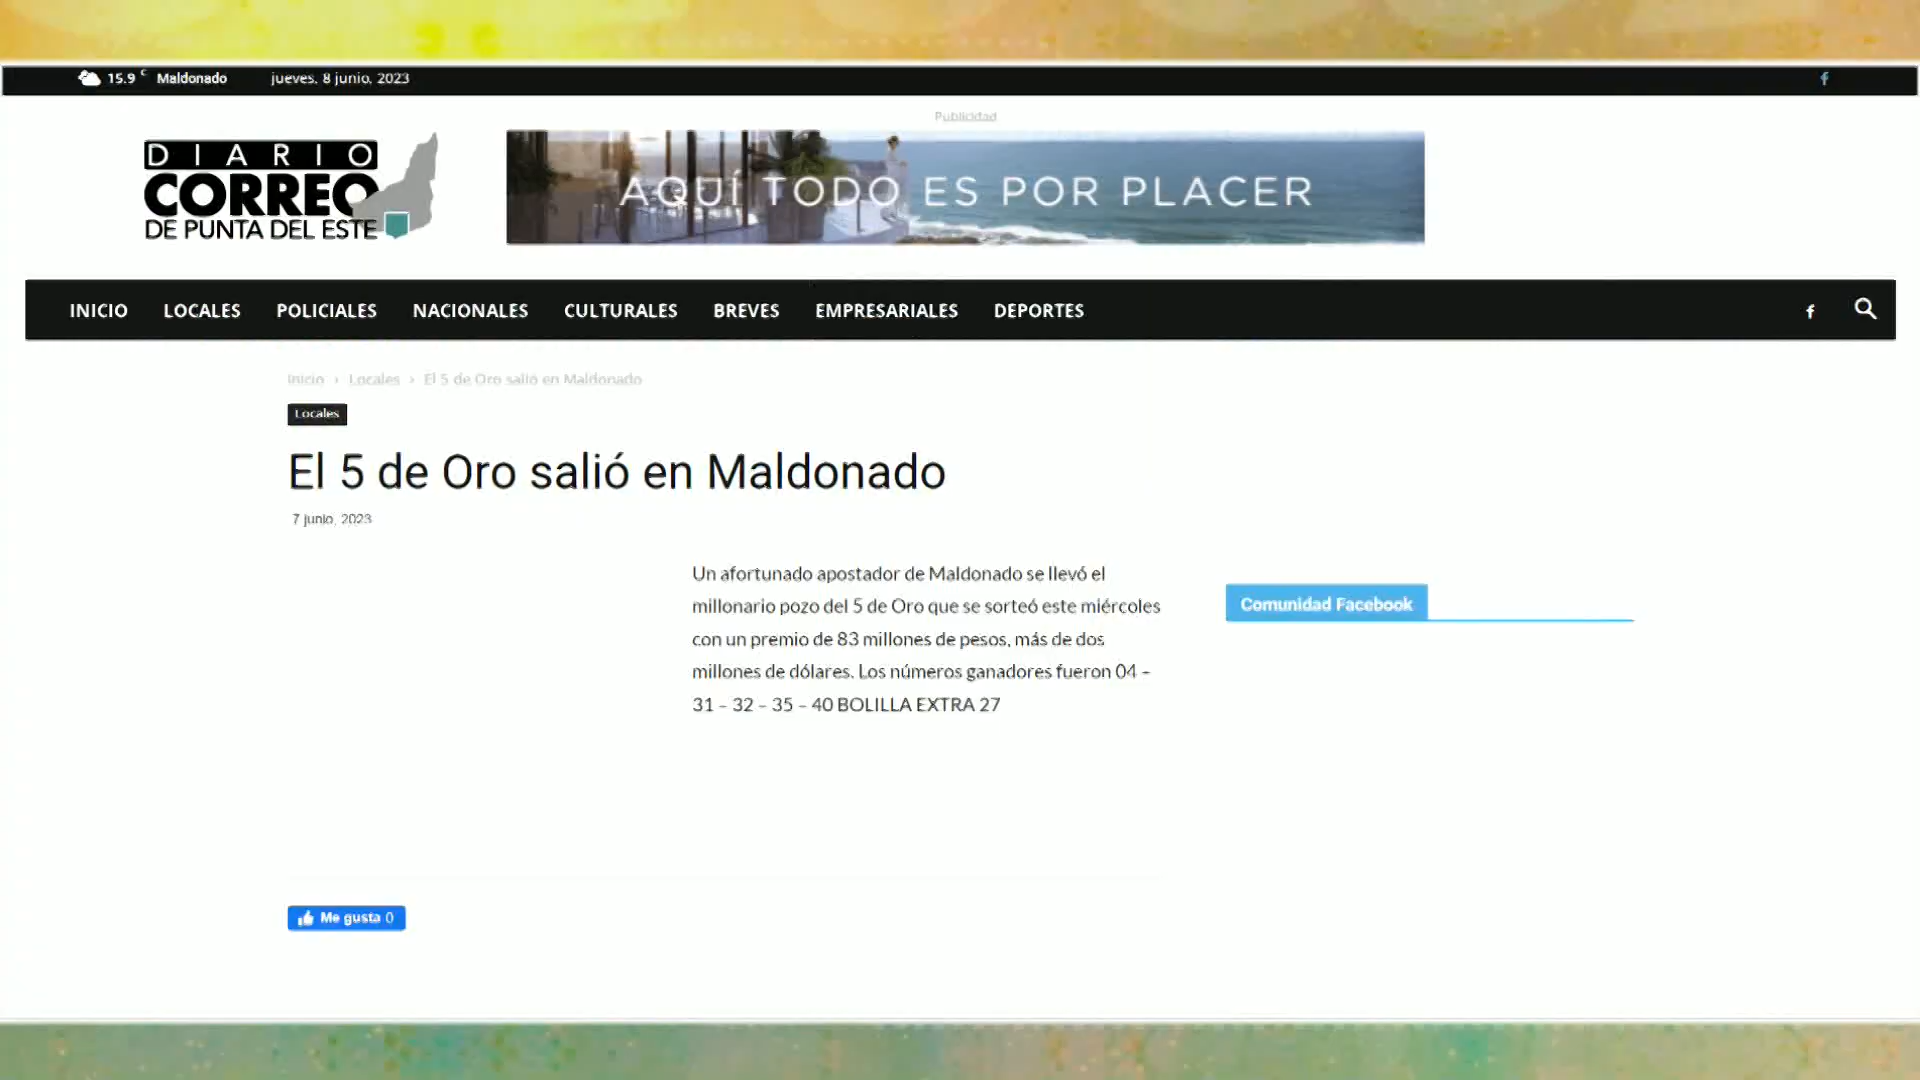 15.9 C Maldonado jueves, 8 junio, 2023
Publicidad
DIARIO
CORREO
DE PUNTA DEL ESTE
AQUÍ TODO ES POR PLACER
INICIO LOCALES POLICIALES NACIONALES CULTURALES BREVES EMPRESARIALES DEPORTES
Inicio › Locales › El 5 de Oro salió en Maldonado
Locales
El 5 de Oro salió en Maldonado
7 junio, 2023
Un afortunado apostador de Maldonado se llevó el
millonario pozo del 5 de Oro que se sorteó este miércoles
con un premio de 83 millones de pesos, más de dos
millones de dólares. Los números ganadores fueron 04 –
31 – 32 – 35 – 40 BOLILLA EXTRA 27
Comunidad Facebook
Me gusta 0